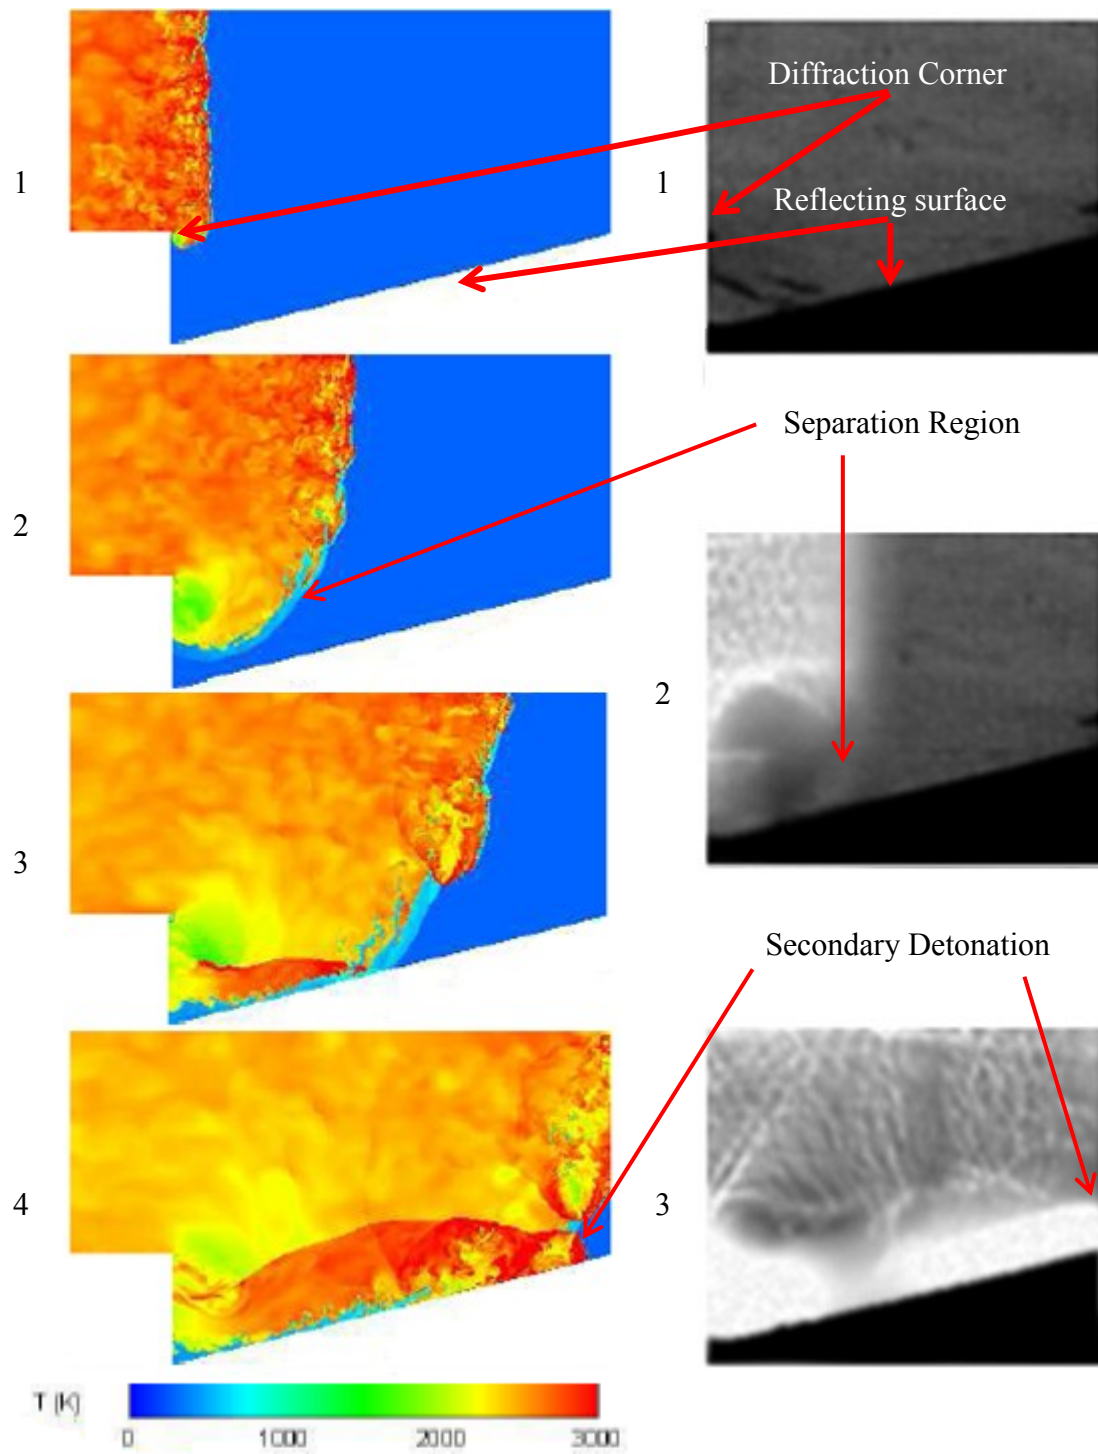 Diffraction Corner
1
1
Reflecting surface
Separation Region
2
2
3
Secondary Detonation
4
3
T [K]
0 1000 2000 3000